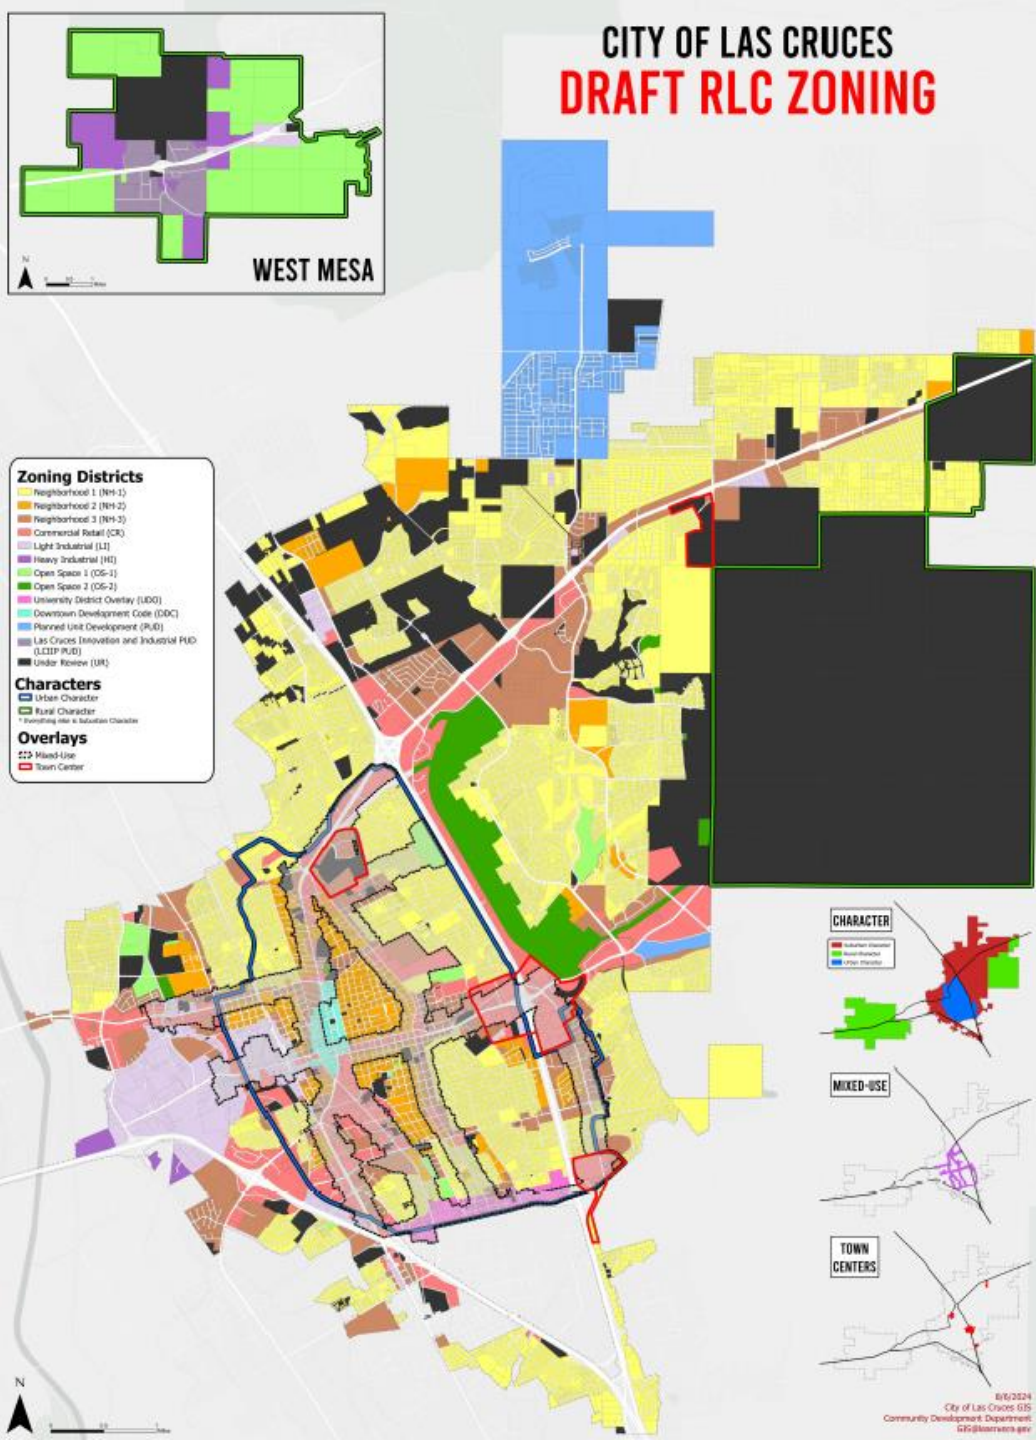 CITY OF LAS CRUCES
DRAFT RLC ZONING
N
WEST MESA
Zoning Districts
Neighborhood 1 (NH-1)
Neighborhood 2 (NH-2)
Neighborhood 3 (NH-3)
Commercial Retail (CR)
Light Industrial (LI)
Heavy Industrial (HI)
Open Space 1 (OS-1)
Open Space 2 (OS-2)
University District Overlay (UDO)
Downtown Development Code (DDC)
Planned Unit Development (PUD)
Las Cruces Innovation and Industrial PUD
(LCIIP PUD)
Under Review (UR)
Characters
Urban Character
Rural Character
* Everything else is Suburban Character
Overlays
Mixed-Use
Town Center
CHARACTER
Suburban Character
Rural Character
Urban Character
MIXED-USE
TOWN
CENTERS
N
8/6/2024
City of Las Cruces GIS
Community Development Department